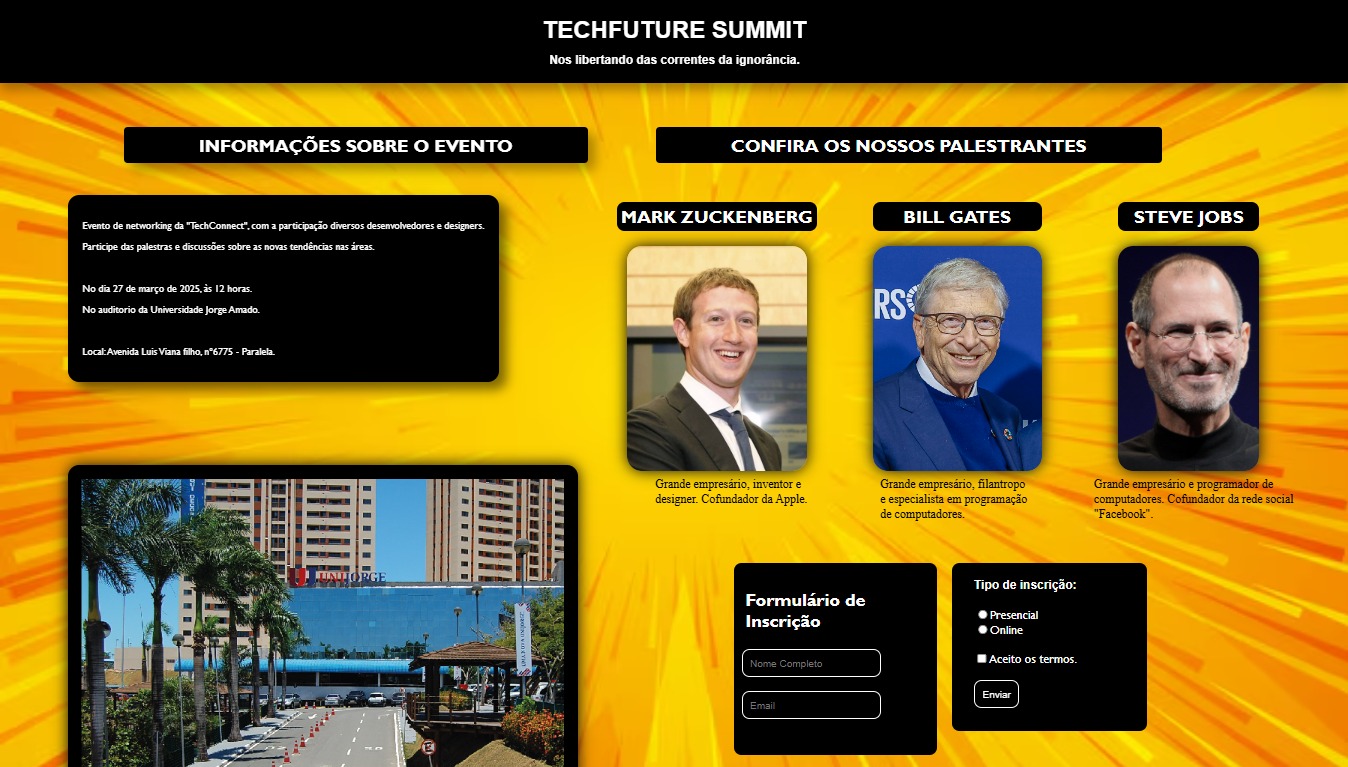 TECHFUTURE SUMMIT
Nos libertando das correntes da ignorância.
INFORMAÇÕES SOBRE O EVENTO
Evento de networking da "TechConnect", com a participação diversos desenvolvedores e designers.
Participe das palestras e discussões sobre as novas tendências nas áreas.
No dia 27 de março de 2025, às 12 horas.
No auditorio da Universidade Jorge Amado.
Local: Avenida Luis Viana filho, nº6775 - Paralela.
UNIJORGE
CONFIRA OS NOSSOS PALESTRANTES
MARK ZUCKENBERG
BILL GATES
STEVE JOBS
RS
Grande empresário, inventor e
designer. Cofundador da Apple.
Grande empresário, filantropo
e especialista em programação
de computadores.
Grande empresário e programador de
computadores. Cofundador da rede social
"Facebook".
Formulário de
Inscrição
Nome Completo
Email
Tipo de inscrição:
Presencial
Online
Aceito os termos.
Enviar